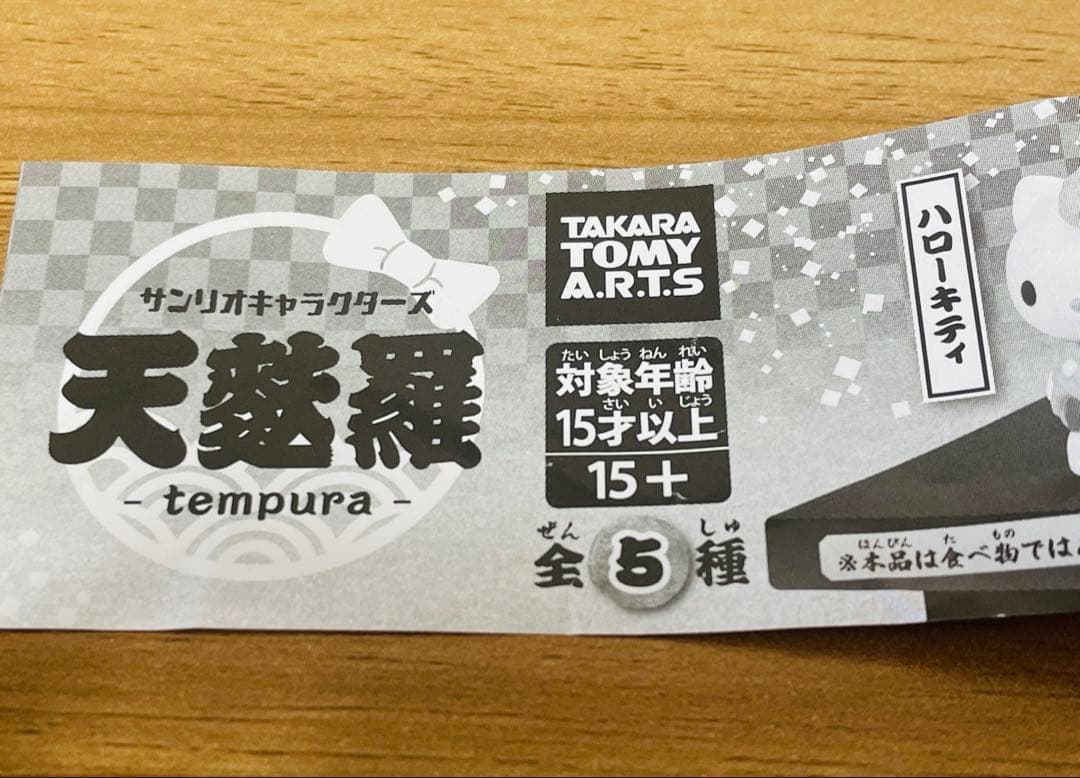 サンリオキャラクターズ
天麩羅
- tempura -
TAKARA
TOMY
A.R.T.S
たいしょうねんれい
対象年齢
さい い じょう
15才以上
15+
ぜん しゅ
全5種
ハローキティ
ほんぴん た もの
※本品は食べ物では